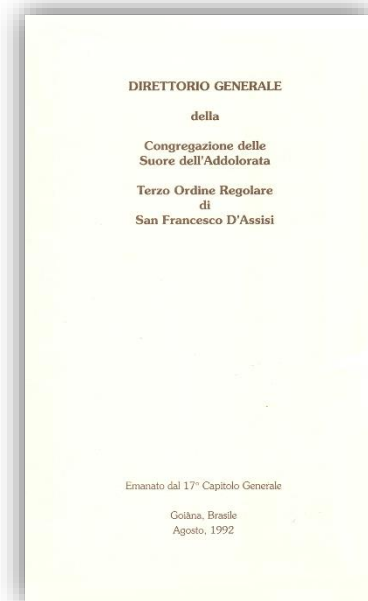 DIRETTORIO GENERALE
della
Congregazione delle
Suore dell'Addolorata
Terzo Ordine Regolare
di
San Francesco D'Assisi
Emanato dal 17° Capitolo Generale
Goiâna, Brasile
Agosto, 1992